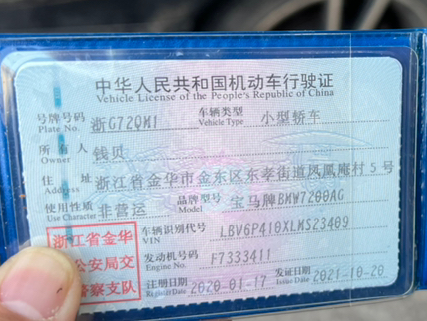 中华人民共和国机动车行驶证
Vehicle License of the People's Republic of China
号牌号码 浙G72QM1 车辆类型 小型轿车
Plate No. Vehicle Type
所有人 钱贝
Owner
住址 浙江省金华市金东区东孝街道凤凰庵村5号
Address
使用性质 非营运 品牌型号 宝马牌BMW7200AG
Use Character Model
浙江省金华 车辆识别代号 LBV6P410XLMS23409
VIN
公安局交 发动机号码 F7333411
Engine No.
警察支队 注册日期 2020-01-17 发证日期 2021-10-20
Register Date Issue Date